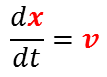 dx/dt = v